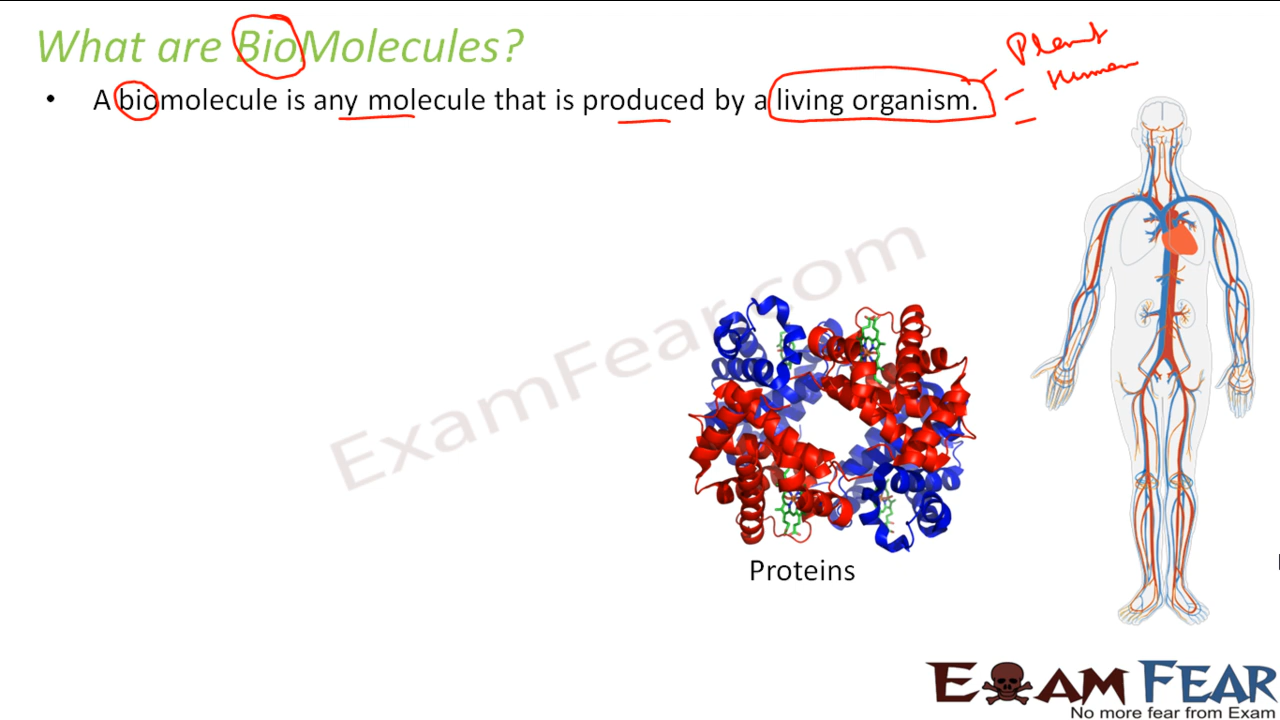 What are BioMolecules?
Plant
Human
• A biomolecule is any molecule that is produced by a living organism.
ExamFear.com
Proteins
EXAM FEAR
No more fear from Exam